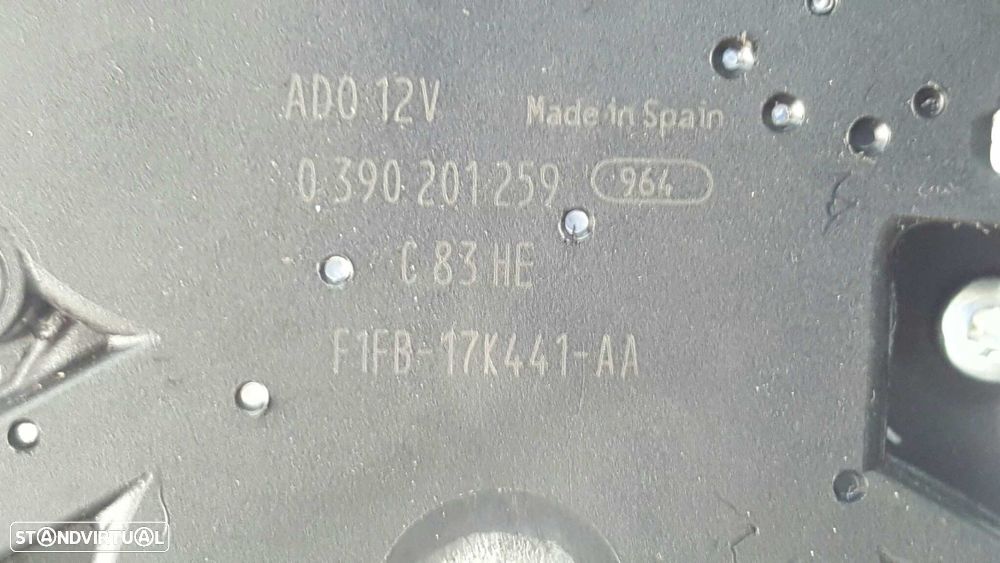 ADO 12V Made in Spain
0 390 201 259 964
C 83 HE
F1FB-17K441-AA
STANDVIRTUAL